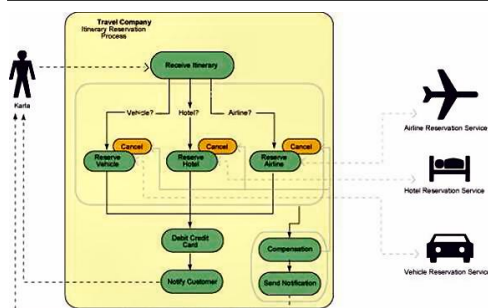 Travel Company
Itinerary Reservation
Process
Receive Itinerary
Karla
Vehicle?
Hotel?
Airline?
Cancel
Cancel
Cancel
Reserve
Vehicle
Reserve
Hotel
Reserve
Airline
Airline Reservation Service
Hotel Reservation Service
Debit Credit
Card
Compensation
Notify Customer
Send Notification
Vehicle Reservation Service